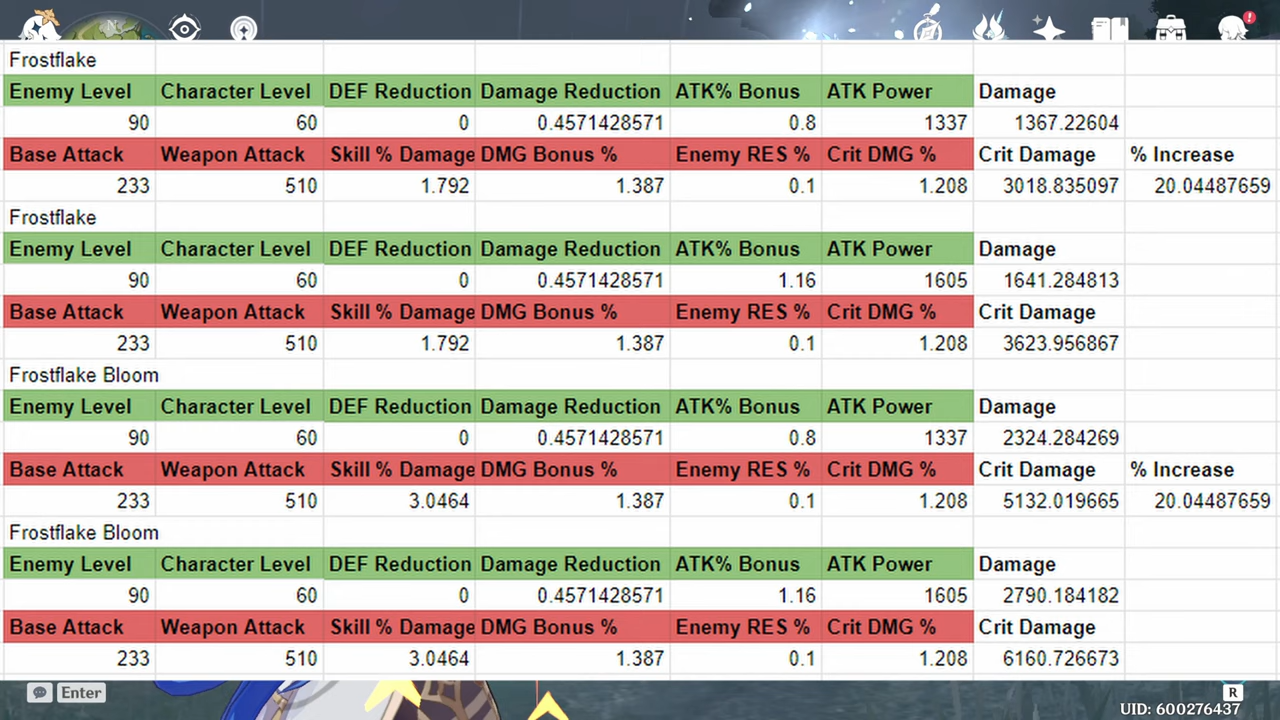 N
Frostflake
Enemy Level Character Level DEF Reduction Damage Reduction ATK% Bonus ATK Power Damage
90 60 0 0.4571428571 0.8 1337 1367.22604
Base Attack Weapon Attack Skill % Damage DMG Bonus % Enemy RES % Crit DMG % Crit Damage % Increase
233 510 1.792 1.387 0.1 1.208 3018.835097 20.04487659
Frostflake
Enemy Level Character Level DEF Reduction Damage Reduction ATK% Bonus ATK Power Damage
90 60 0 0.4571428571 1.16 1605 1641.284813
Base Attack Weapon Attack Skill % Damage DMG Bonus % Enemy RES % Crit DMG % Crit Damage
233 510 1.792 1.387 0.1 1.208 3623.956867
Frostflake Bloom
Enemy Level Character Level DEF Reduction Damage Reduction ATK% Bonus ATK Power Damage
90 60 0 0.4571428571 0.8 1337 2324.284269
Base Attack Weapon Attack Skill % Damage DMG Bonus % Enemy RES % Crit DMG % Crit Damage % Increase
233 510 3.0464 1.387 0.1 1.208 5132.019665 20.04487659
Frostflake Bloom
Enemy Level Character Level DEF Reduction Damage Reduction ATK% Bonus ATK Power Damage
90 60 0 0.4571428571 1.16 1605 2790.184182
Base Attack Weapon Attack Skill % Damage DMG Bonus % Enemy RES % Crit DMG % Crit Damage
233 510 3.0464 1.387 0.1 1.208 6160.726673
Enter R
UID: 600276437